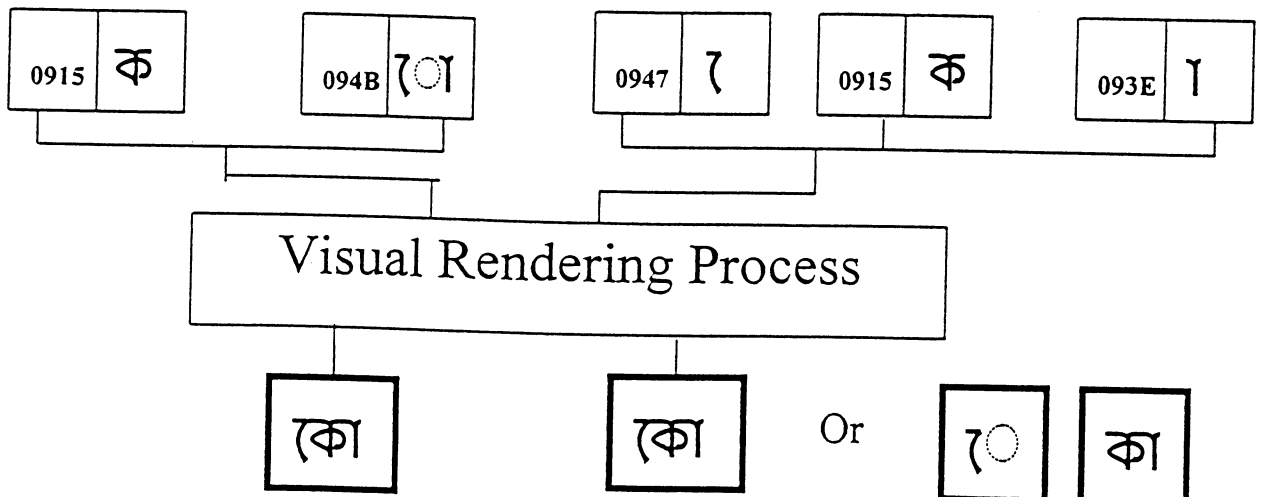 0915 ক 094B ো 0947 ে 0915 ক 093E া
Visual Rendering Process
কো কো Or ে কা